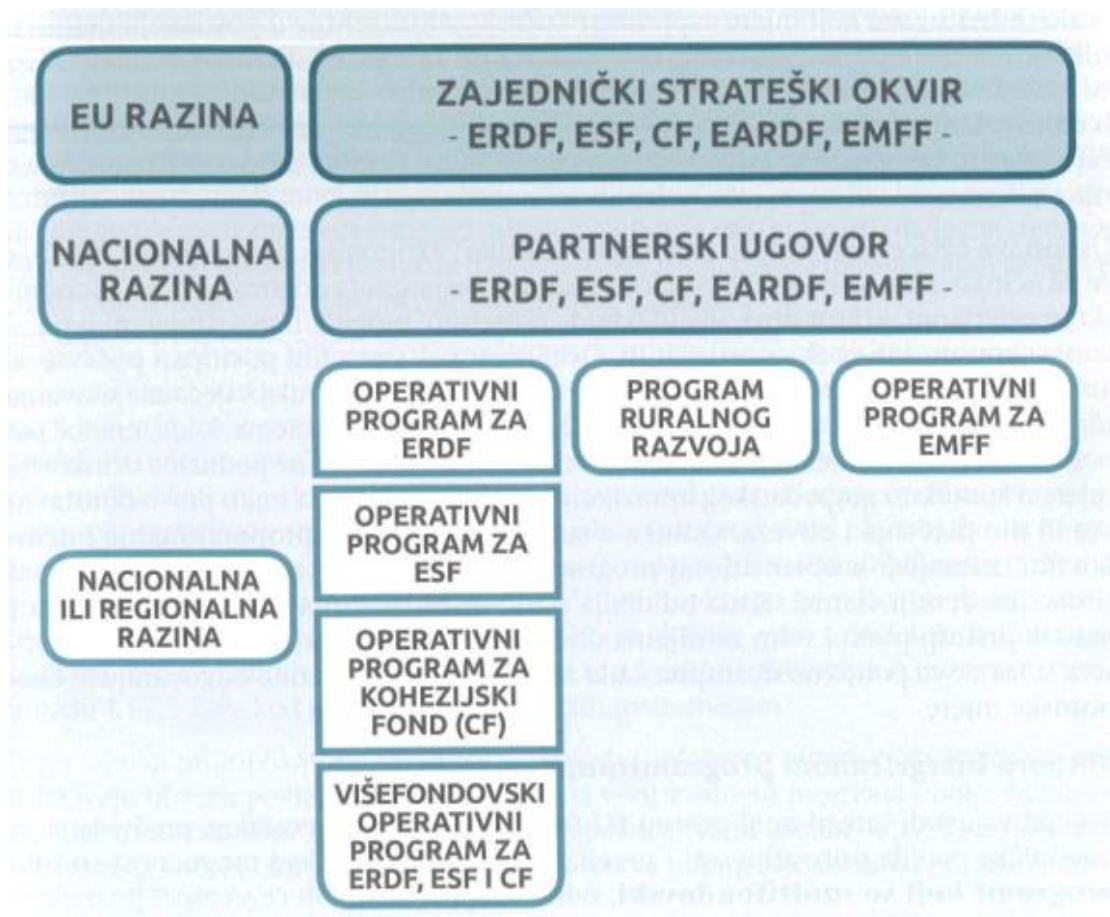 EU RAZINA
ZAJEDNIČKI STRATEŠKI OKVIR
- ERDF, ESF, CF, EARDF, EMFF -
NACIONALNA
RAZINA
PARTNERSKI UGOVOR
- ERDF, ESF, CF, EARDF, EMFF -
OPERATIVNI
PROGRAM ZA
ERDF
PROGRAM
RURALNOG
RAZVOJA
OPERATIVNI
PROGRAM ZA
EMFF
OPERATIVNI
PROGRAM ZA
ESF
NACIONALNA
ILI REGIONALNA
RAZINA
OPERATIVNI
PROGRAM ZA
KOHEZIJSKI
FOND (CF)
VIŠEFONDOVSKI
OPERATIVNI
PROGRAM ZA
ERDF, ESF I CF